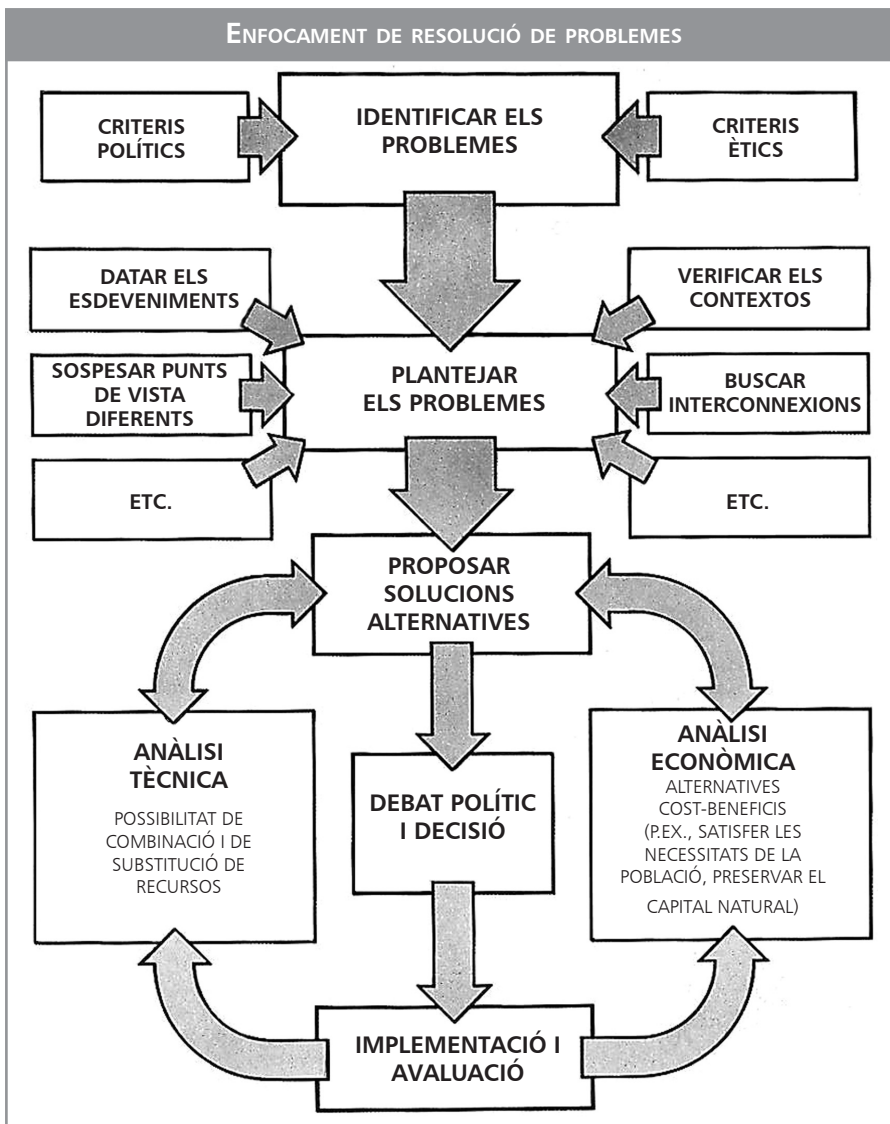 ENFOCAMENT DE RESOLUCIÓ DE PROBLEMES
CRITERIS
POLÍTICS
IDENTIFICAR ELS
PROBLEMES
CRITERIS
ÈTICS
DATAR ELS
ESDEVENIMENTS
VERIFICAR ELS
CONTEXTOS
SOSPESAR PUNTS
DE VISTA
DIFERENTS
PLANTEJAR
ELS PROBLEMES
BUSCAR
INTERCONNEXIONS
ETC.
ETC.
PROPOSAR
SOLUCIONS
ALTERNATIVES
ANÀLISI
TÈCNICA
POSSIBILITAT DE
COMBINACIÓ I DE
SUBSTITUCIÓ DE
RECURSOS
DEBAT POLÍTIC
I DECISIÓ
ANÀLISI
ECONÒMICA
ALTERNATIVES
COST-BENEFICIS
(P.EX., SATISFER LES
NECESSITATS DE LA
POBLACIÓ, PRESERVAR EL
CAPITAL NATURAL)
IMPLEMENTACIÓ I
AVALUACIÓ